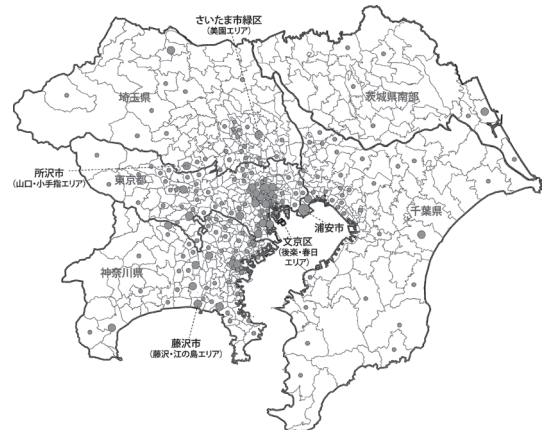 さいたま市緑区
(美園エリア)
埼玉県
茨城県南部
所沢市
(山口・小手指エリア)
東京都
千葉県
浦安市
文京区
(後楽・春日
エリア)
神奈川県
藤沢市
(藤沢・江の島エリア)